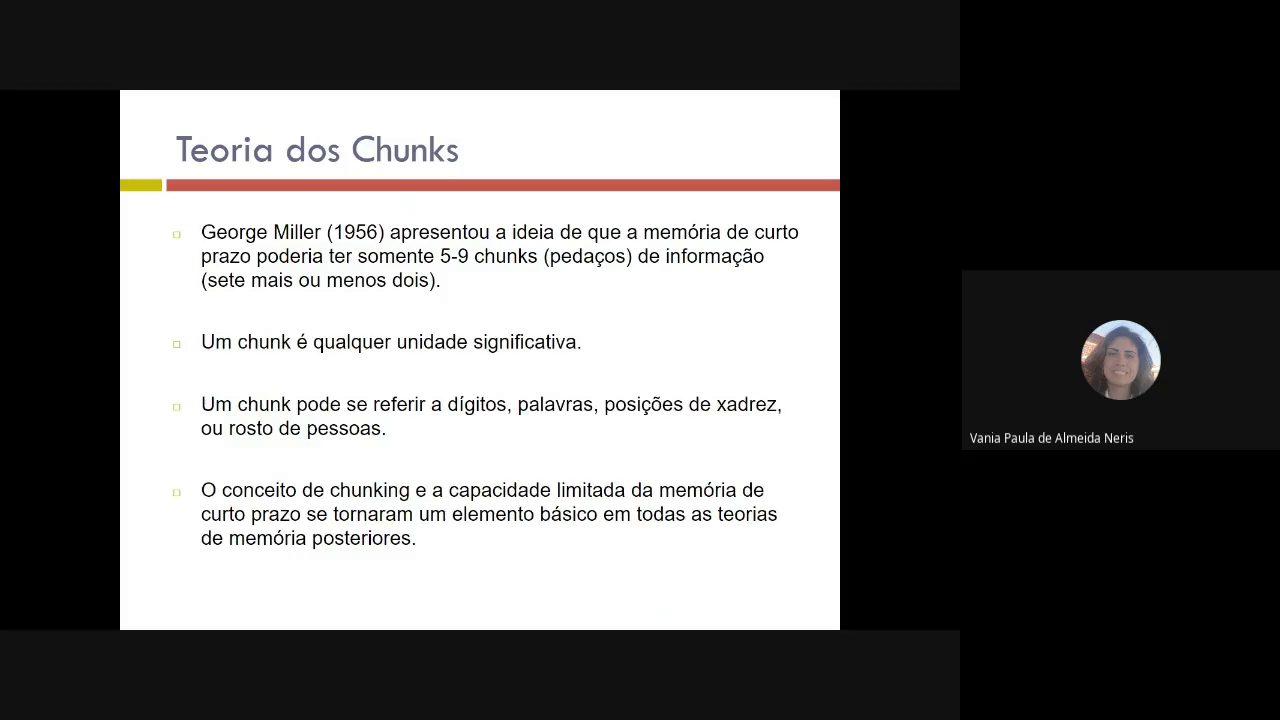 Teoria dos Chunks
George Miller (1956) apresentou a ideia de que a memória de curto
prazo poderia ter somente 5-9 chunks (pedaços) de informação
(sete mais ou menos dois).
Um chunk é qualquer unidade significativa.
Um chunk pode se referir a dígitos, palavras, posições de xadrez,
ou rosto de pessoas.
O conceito de chunking e a capacidade limitada da memória de
curto prazo se tornaram um elemento básico em todas as teorias
de memória posteriores.
Vania Paula de Almeida Neris